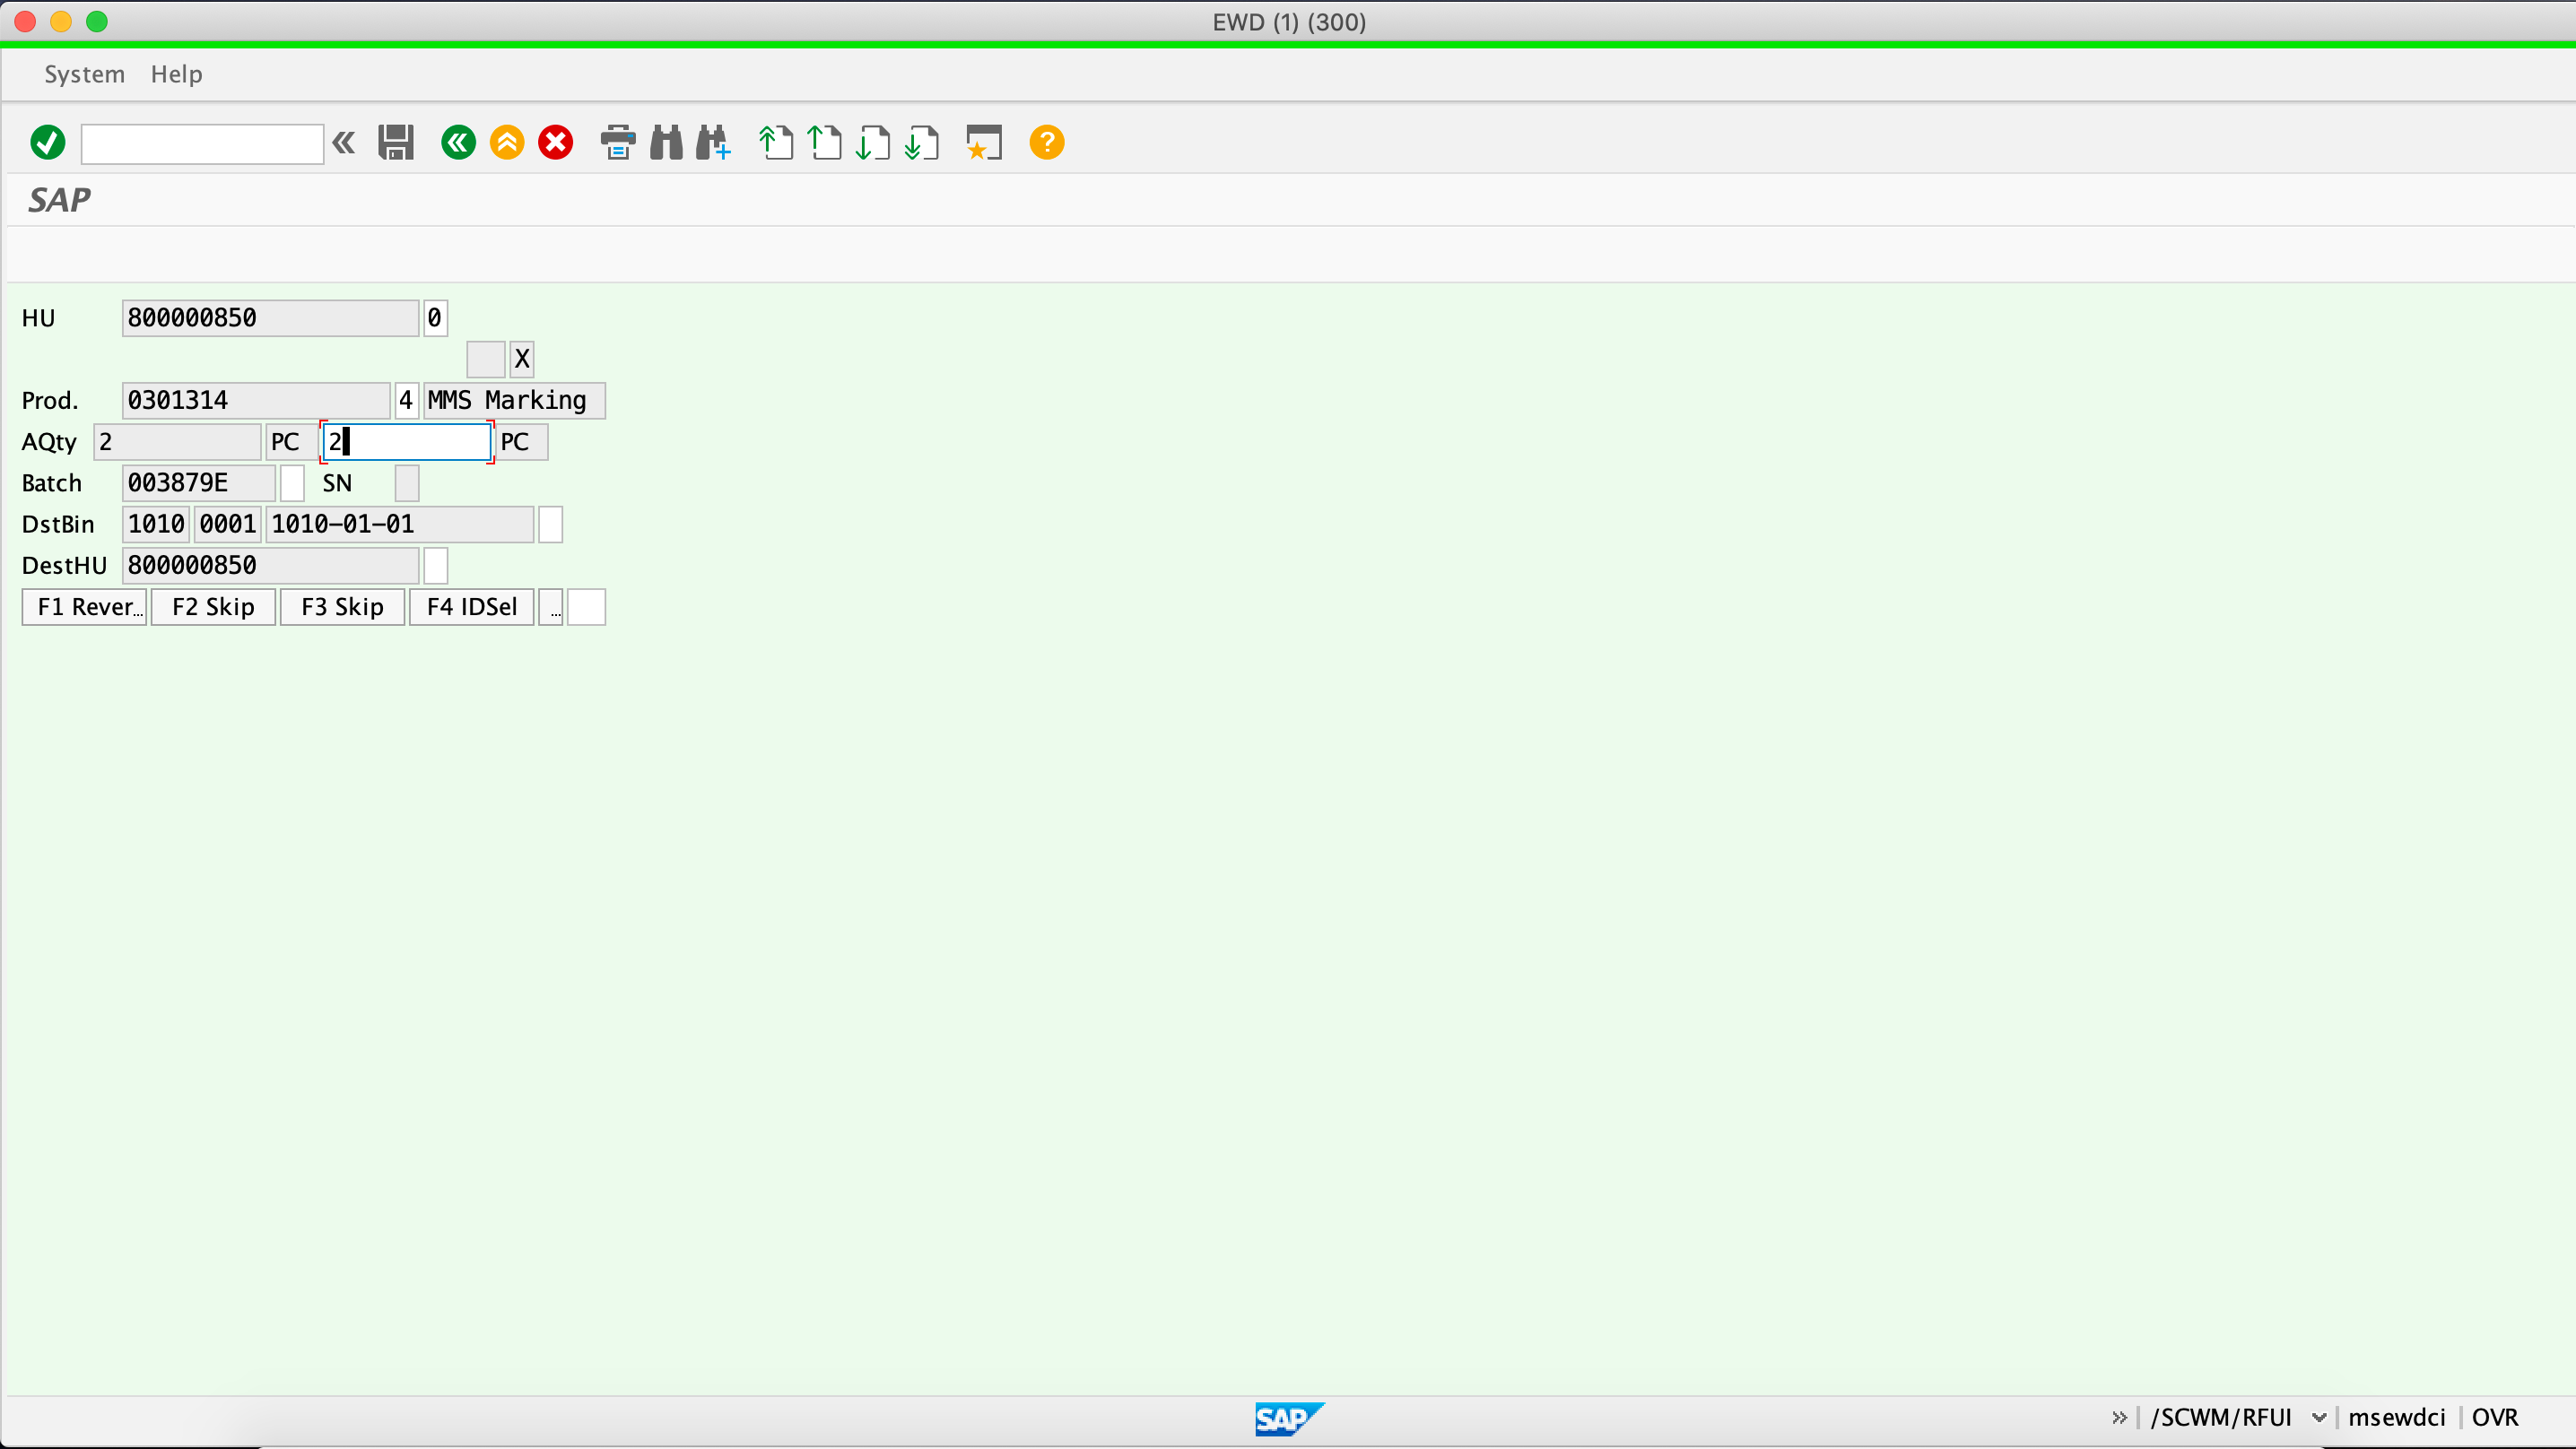 EWD (1) (300)
System Help
SAP
HU 800000850 0
X
Prod. 0301314 4 MMS Marking
AQty 2 PC 2 PC
Batch 003879E SN
DstBin 1010 0001 1010-01-01
DestHU 800000850
F1 Rever... F2 Skip F3 Skip F4 IDSel ...
SAP /SCWM/RFUI msewdci OVR